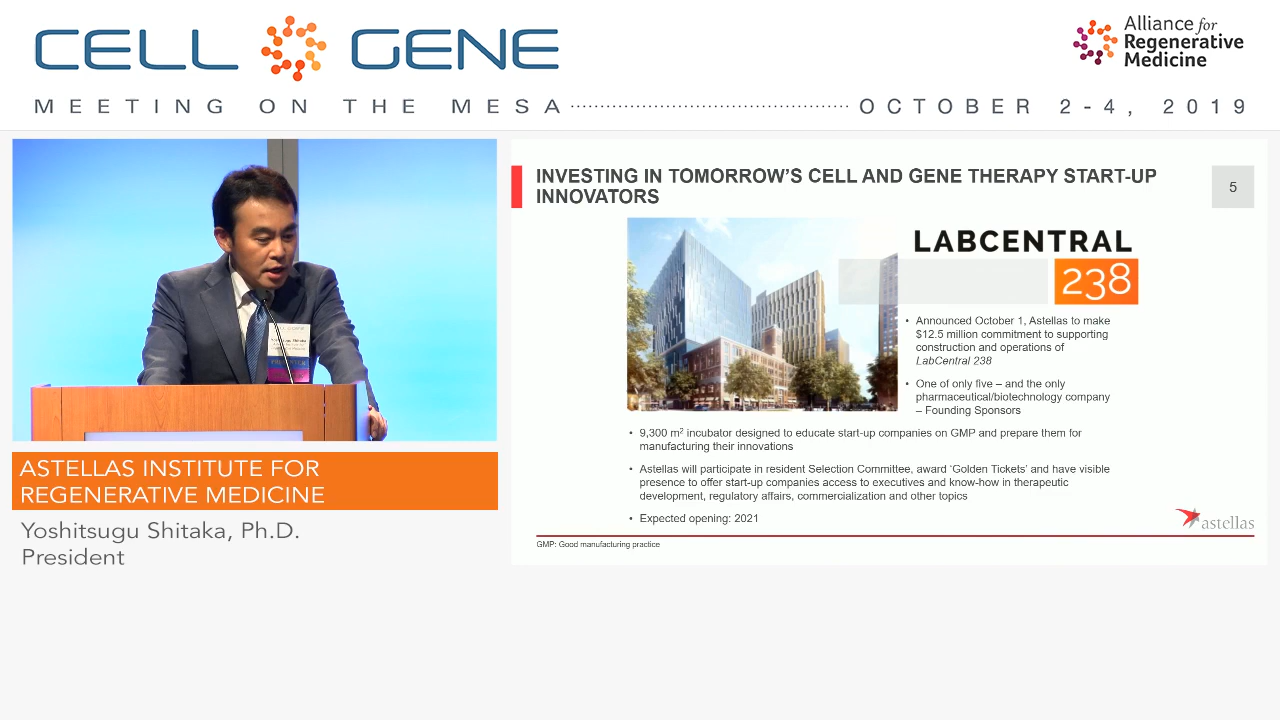 CELL GENE
Alliance for
Regenerative
Medicine
MEETING ON THE MESA OCTOBER 2-4, 2019
ASTELLAS INSTITUTE FOR
REGENERATIVE MEDICINE
Yoshitsugu Shitaka, Ph.D.
President
INVESTING IN TOMORROW'S CELL AND GENE THERAPY START-UP
INNOVATORS
5
LABCENTRAL
238
• Announced October 1, Astellas to make
$12.5 million commitment to supporting
construction and operations of
LabCentral 238
• One of only five – and the only
pharmaceutical/biotechnology company
– Founding Sponsors
• 9,300 m² incubator designed to educate start-up companies on GMP and prepare them for
manufacturing their innovations
• Astellas will participate in resident Selection Committee, award 'Golden Tickets' and have visible
presence to offer start-up companies access to executives and know-how in therapeutic
development, regulatory affairs, commercialization and other topics
• Expected opening: 2021
astellas
GMP: Good manufacturing practice